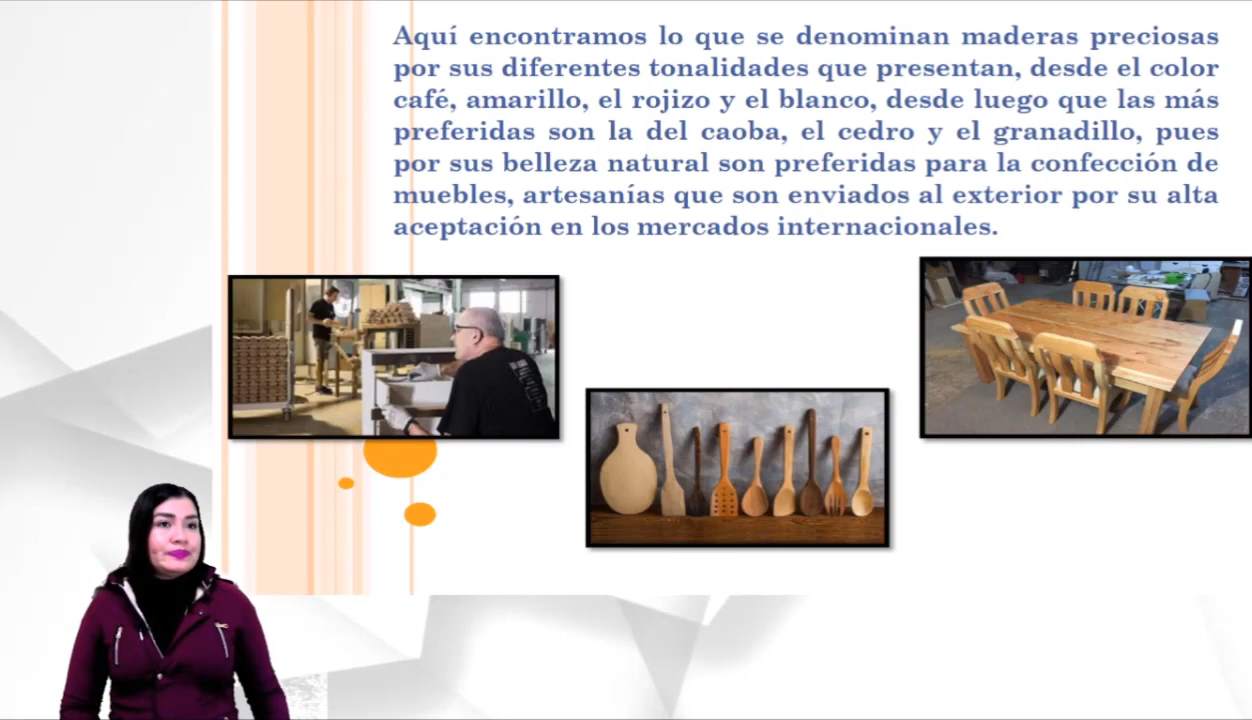 Aquí encontramos lo que se denominan maderas preciosas
por sus diferentes tonalidades que presentan, desde el color
café, amarillo, el rojizo y el blanco, desde luego que las más
preferidas son la del caoba, el cedro y el granadillo, pues
por sus belleza natural son preferidas para la confección de
muebles, artesanías que son enviados al exterior por su alta
aceptación en los mercados internacionales.